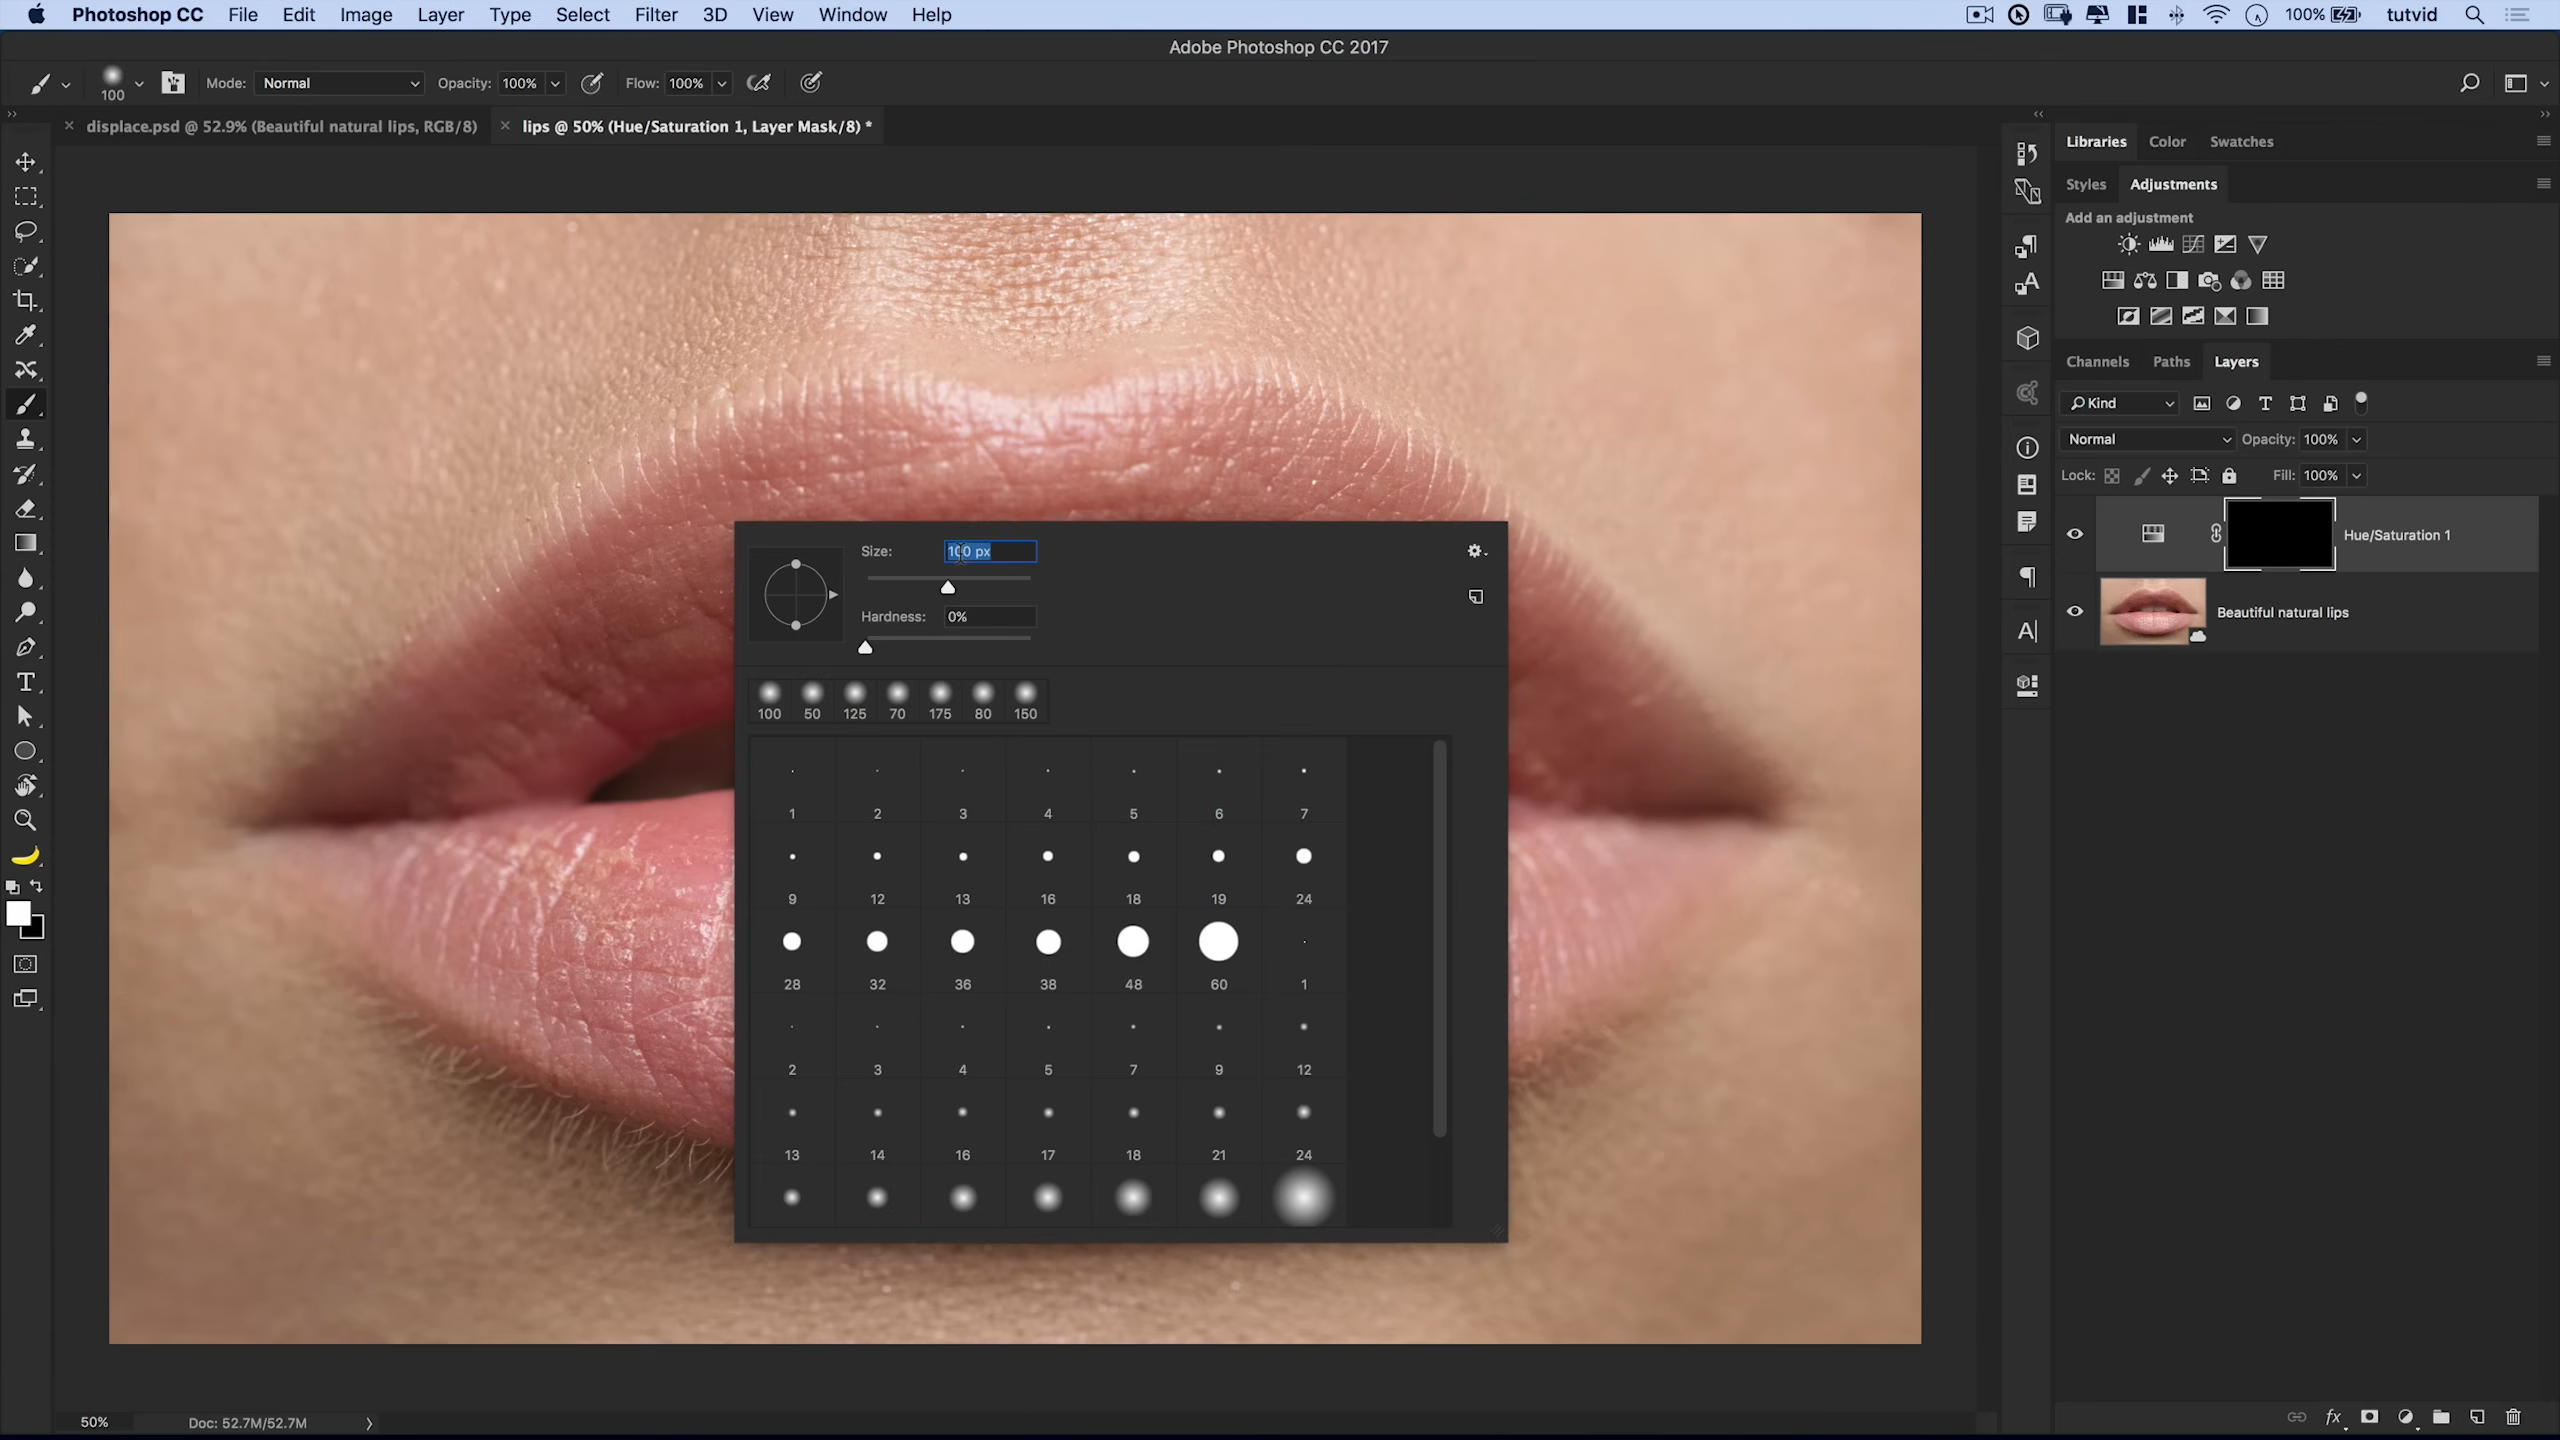 Photoshop CC File Edit Image Layer Type Select Filter 3D View Window Help 100% tutvid
Adobe Photoshop CC 2017
100 Mode: Normal Opacity: 100% Flow: 100%
displace.psd @ 52.9% (Beautiful natural lips, RGB/8) lips @ 50% (Hue/Saturation 1, Layer Mask/8) *
Libraries Color Swatches
Styles Adjustments
Add an adjustment
Channels Paths Layers
Kind
Normal Opacity: 100%
Lock: Fill: 100%
Hue/Saturation 1
Beautiful natural lips
Size: 100 px
Hardness: 0%
100 50 125 70 175 80 150
1 2 3 4 5 6 7
9 12 13 16 18 19 24
28 32 36 38 48 60 1
2 3 4 5 7 9 12
13 14 16 17 18 21 24
50% Doc: 52.7M/52.7M